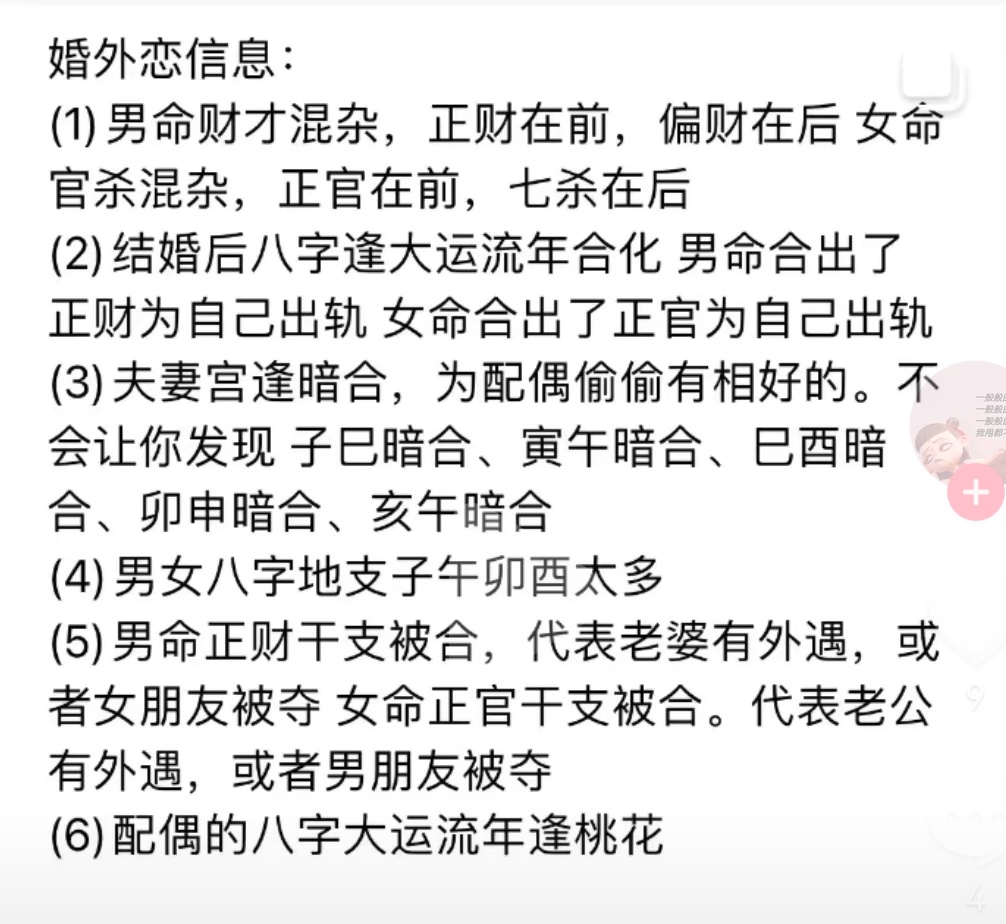 婚外恋信息：
(1)男命财才混杂，正财在前，偏财在后 女命
官杀混杂，正官在前，七杀在后
(2)结婚后八字逢大运流年合化 男命合出了
正财为自己出轨 女命合出了正官为自己出轨
(3)夫妻宫逢暗合，为配偶偷偷有相好的。不
会让你发现 子巳暗合、寅午暗合、巳酉暗
合、卯申暗合、亥午暗合
(4)男女八字地支子午卯酉太多
(5)男命正财干支被合，代表老婆有外遇，或
者女朋友被夺 女命正官干支被合。代表老公
有外遇，或者男朋友被夺
(6)配偶的八字大运流年逢桃花
9
4